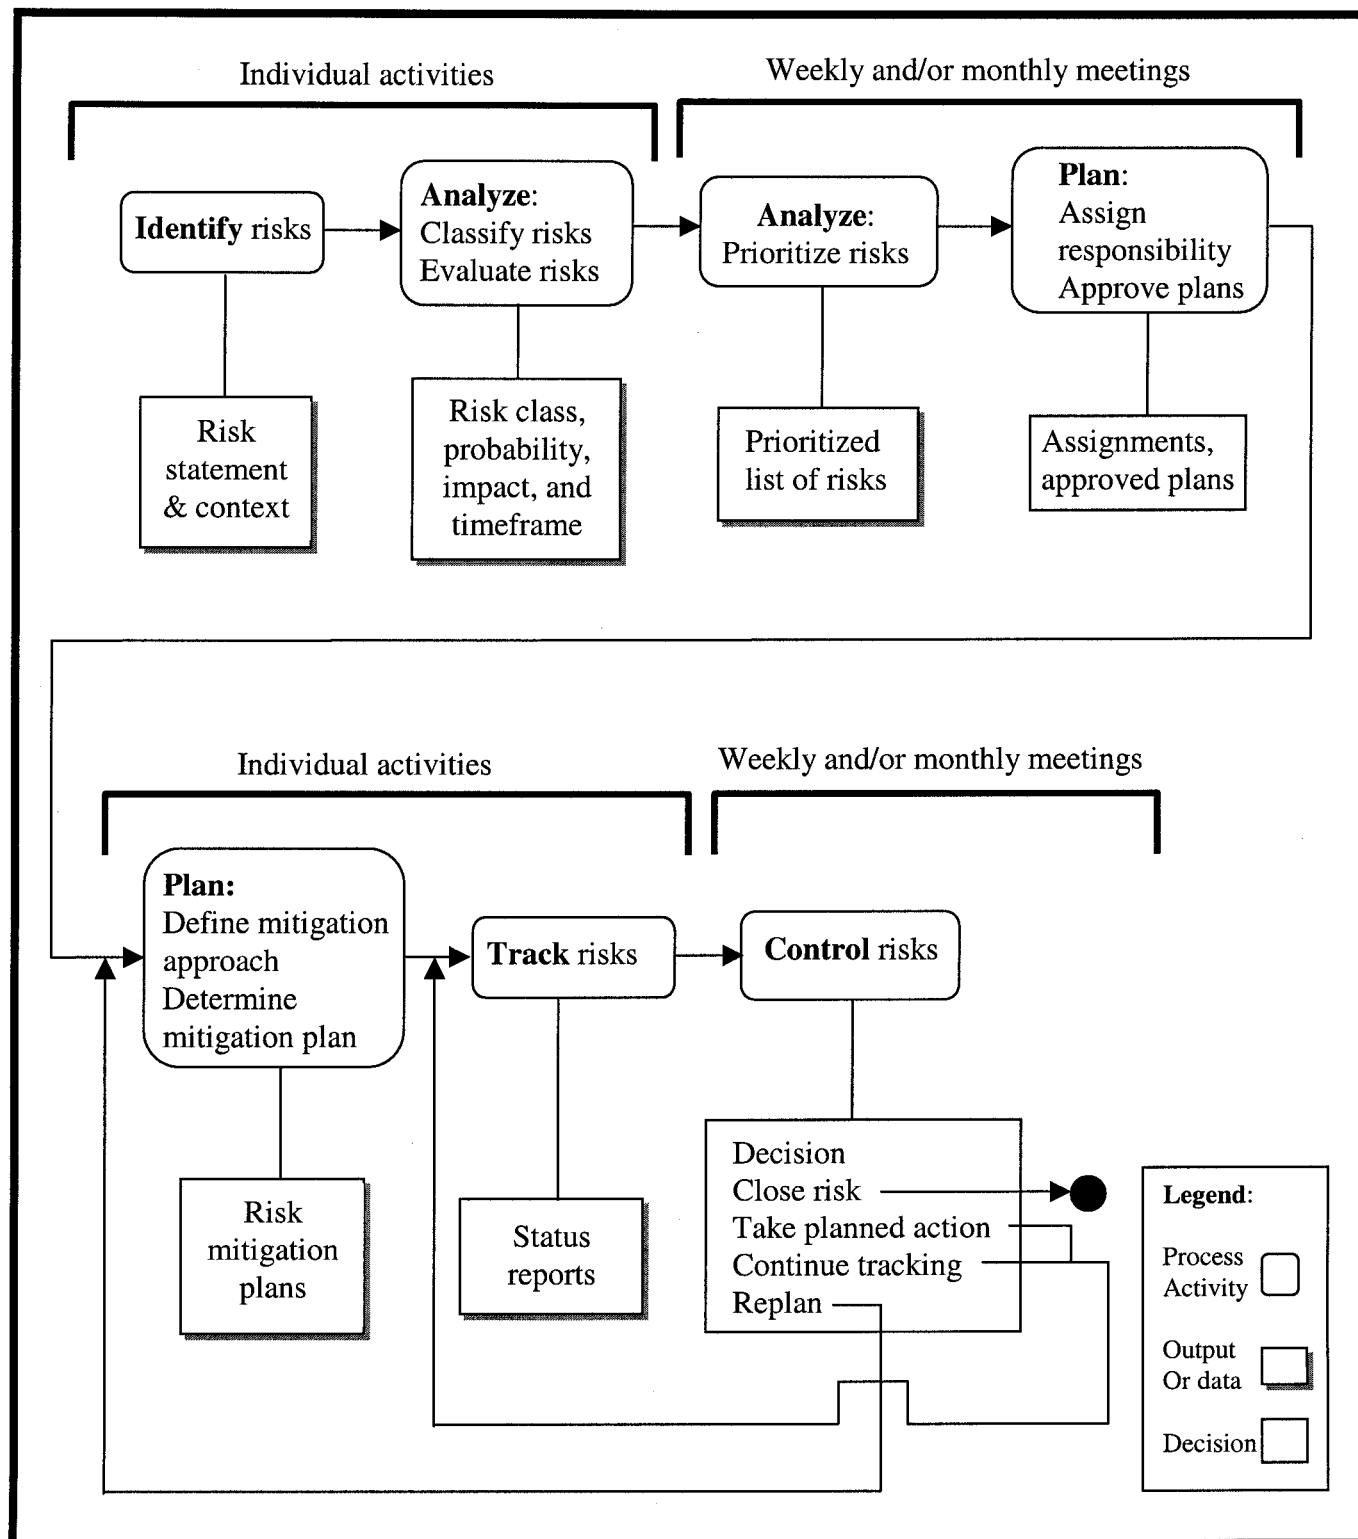 Individual activities
Weekly and/or monthly meetings
Identify risks
Analyze:
Classify risks
Evaluate risks
Analyze:
Prioritize risks
Plan:
Assign
responsibility
Approve plans
Risk
statement
& context
Risk class,
probability,
impact, and
timeframe
Prioritized
list of risks
Assignments,
approved plans
Individual activities
Weekly and/or monthly meetings
Plan:
Define mitigation
approach
Determine
mitigation plan
Track risks
Control risks
Risk
mitigation
plans
Status
reports
Decision
Close risk
Take planned action
Continue tracking
Replan
Legend:
Process
Activity
Output
Or data
Decision